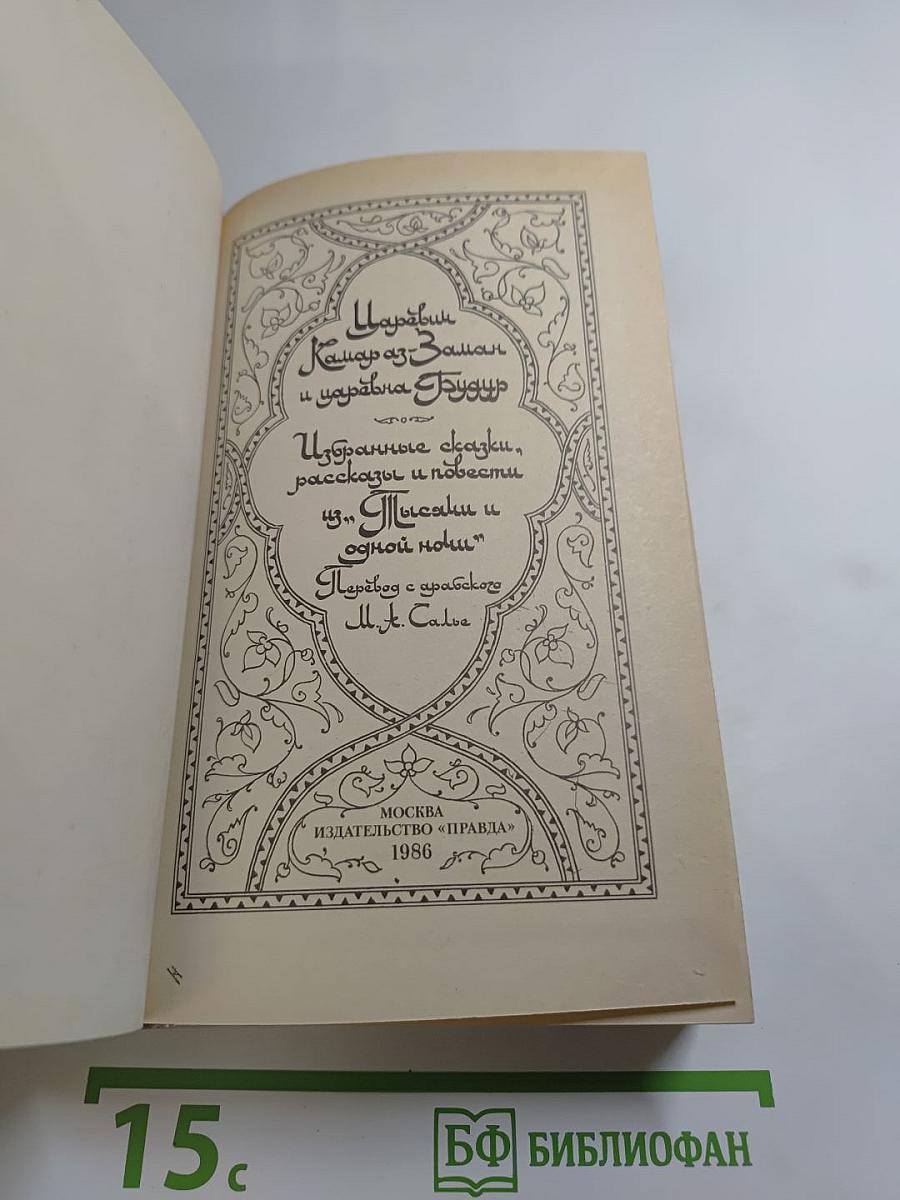 Царевич
Камар аз-Заман
и царевна Будур
Избранные сказки,
рассказы и повести
из „Тысячи и
одной ночи“
Перевод с арабского
М. А. Салье
МОСКВА
ИЗДАТЕЛЬСТВО «ПРАВДА»
1986
15 с
БФ БИБЛИОФАН